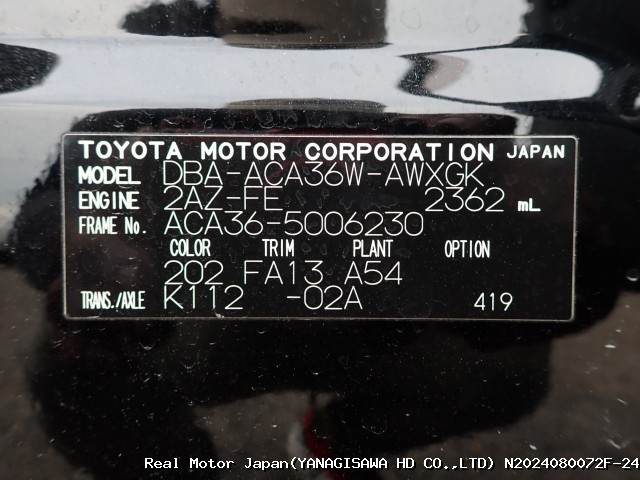 TOYOTA MOTOR CORPORATION JAPAN
MODEL DBA-ACA36W-AWXGK
ENGINE 2AZ-FE 2362 mL
FRAME No. ACA36-5006230
COLOR TRIM PLANT OPTION
202 FA13 A54
TRANS./AXLE K112 -02A 419
Real Motor Japan(YANAGISAWA HD CO.,LTD) N2024080072F-24